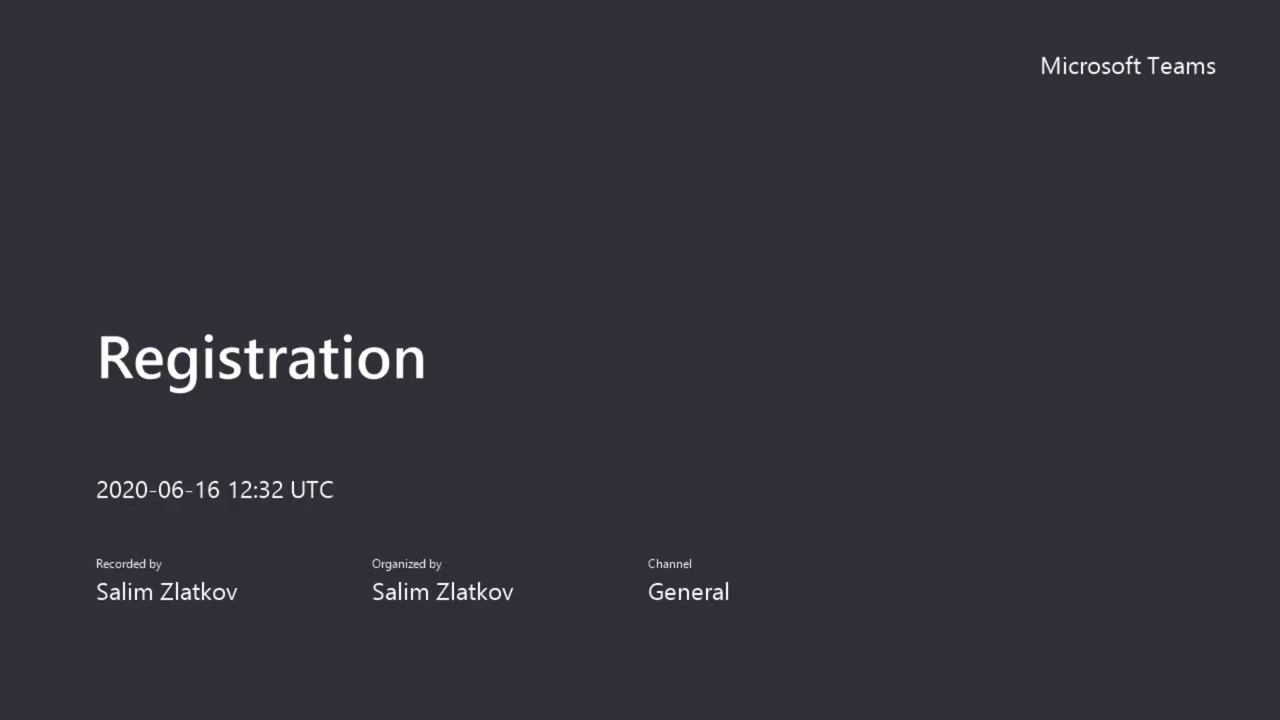 Microsoft Teams
Registration
2020-06-16 12:32 UTC
Recorded by
Salim Zlatkov
Organized by
Salim Zlatkov
Channel
General